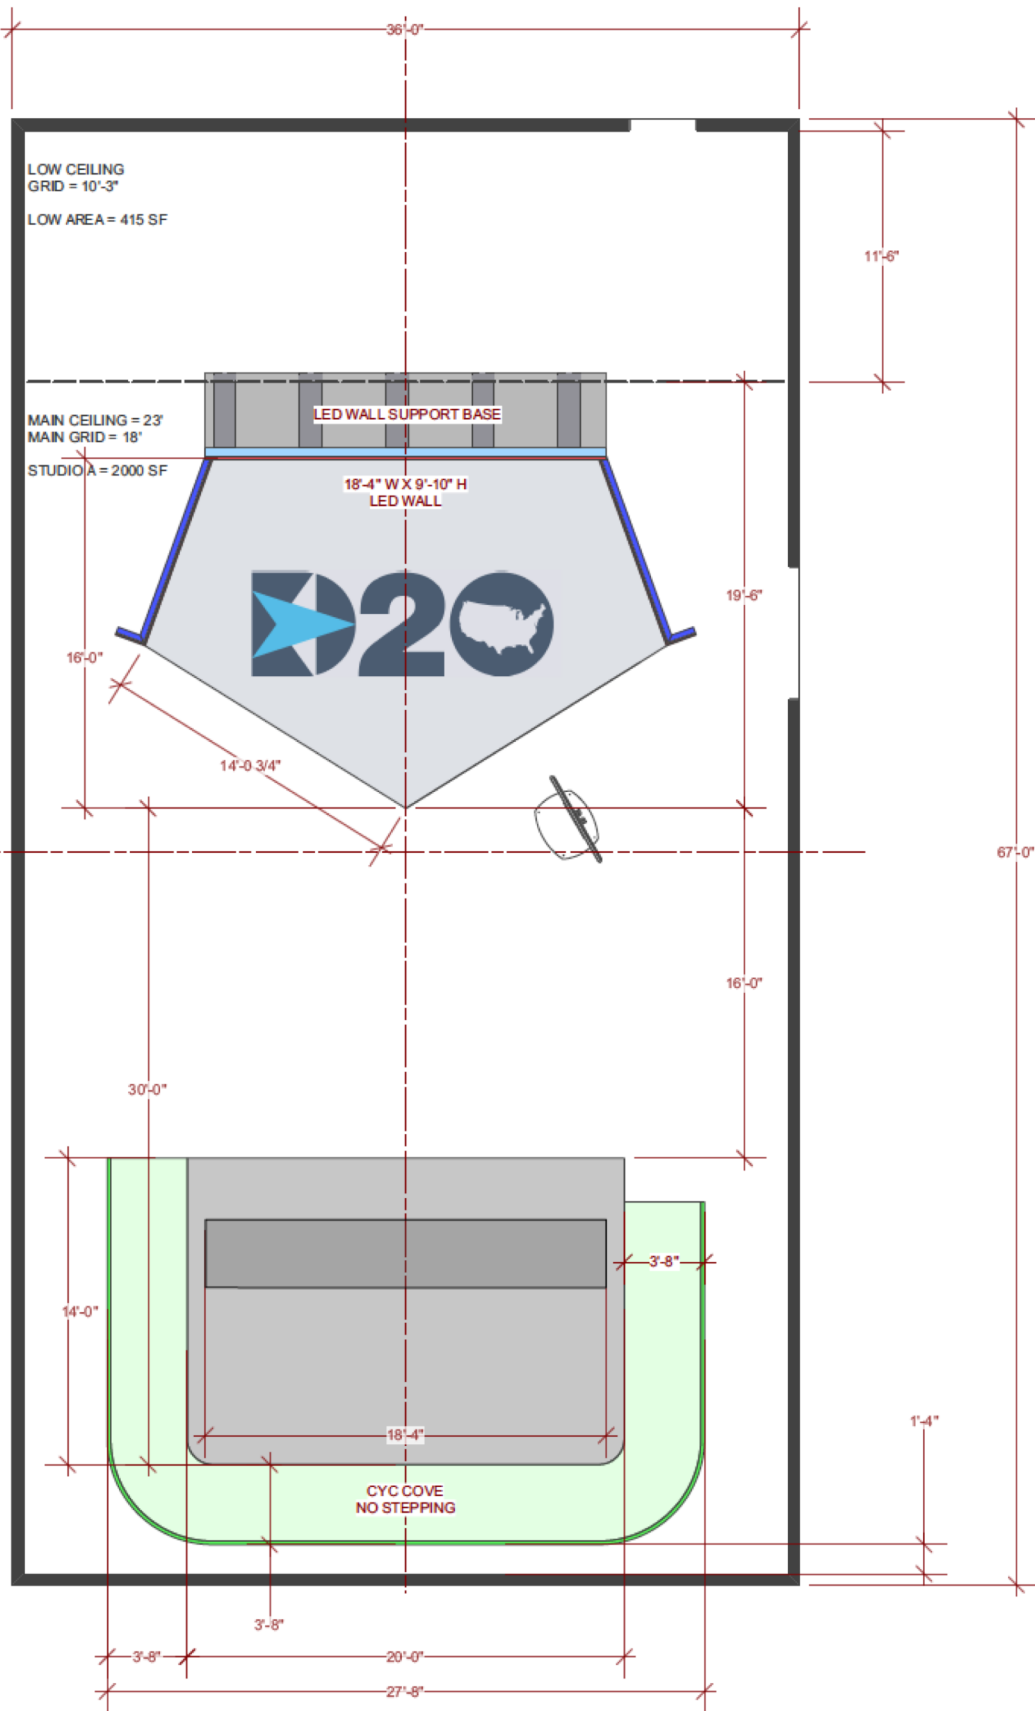 36'-0"
LOW CEILING
GRID = 10'-3"
LOW AREA = 415 SF
11'-6"
LED WALL SUPPORT BASE
MAIN CEILING = 23'
MAIN GRID = 18'
STUDIO A = 2000 SF
18'-4" W X 9'-10" H
LED WALL
19'-6"
D20
16'-0"
14'-0 3/4"
67'-0"
16'-0"
30'-0"
3'-8"
14'-0"
18'-4"
1'-4"
CYC COVE
NO STEPPING
3'-8"
3'-8"
20'-0"
27'-8"